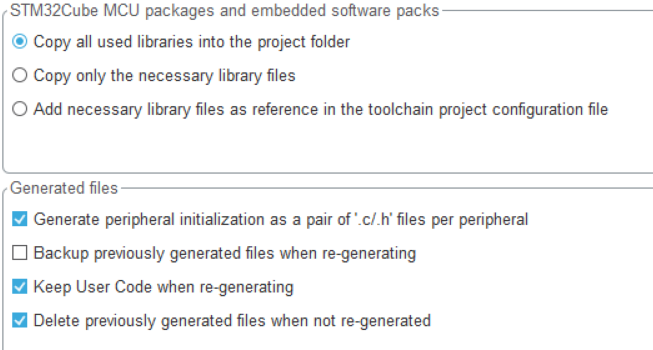 STM32Cube MCU packages and embedded software packs
Copy all used libraries into the project folder
Copy only the necessary library files
Add necessary library files as reference in the toolchain project configuration file
Generated files
Generate peripheral initialization as a pair of '.c/.h' files per peripheral
Backup previously generated files when re-generating
Keep User Code when re-generating
Delete previously generated files when not re-generated